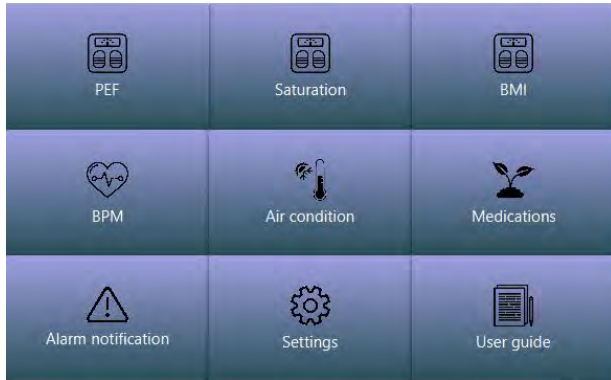 PEF
Saturation
BMI
BPM
Air condition
Medications
Alarm notification
Settings
User guide